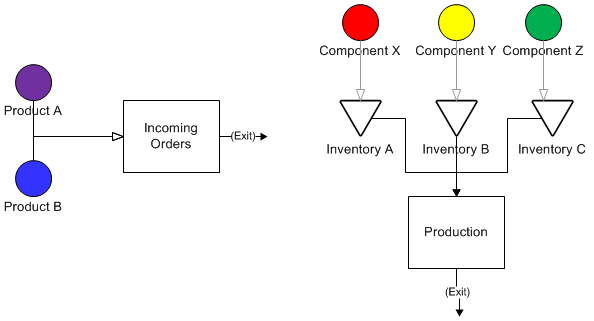 Component X
Component Y
Component Z
Product A
Incoming
Orders
(Exit)
Product B
Inventory A
Inventory B
Inventory C
Production
(Exit)